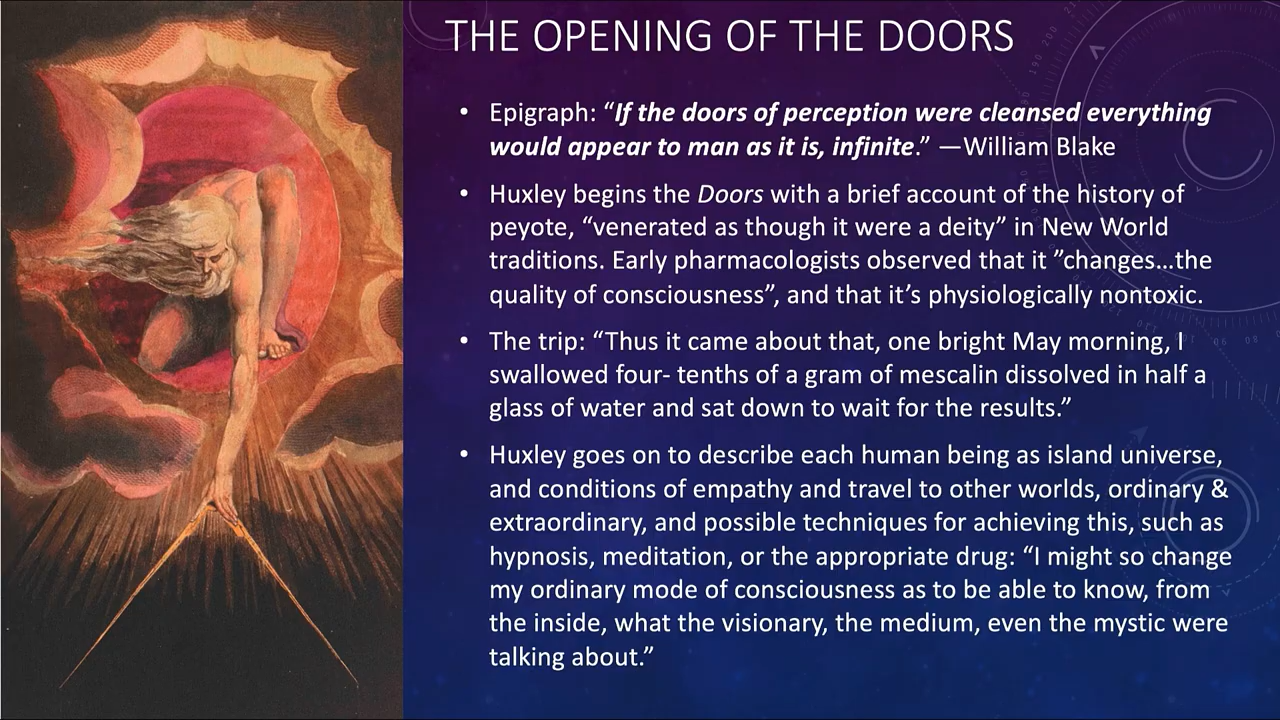 THE OPENING OF THE DOORS
• Epigraph: “If the doors of perception were cleansed everything
would appear to man as it is, infinite.” —William Blake
• Huxley begins the Doors with a brief account of the history of
peyote, “venerated as though it were a deity” in New World
traditions. Early pharmacologists observed that it ”changes…the
quality of consciousness”, and that it’s physiologically nontoxic.
• The trip: “Thus it came about that, one bright May morning, I
swallowed four- tenths of a gram of mescalin dissolved in half a
glass of water and sat down to wait for the results.”
• Huxley goes on to describe each human being as island universe,
and conditions of empathy and travel to other worlds, ordinary &
extraordinary, and possible techniques for achieving this, such as
hypnosis, meditation, or the appropriate drug: “I might so change
my ordinary mode of consciousness as to be able to know, from
the inside, what the visionary, the medium, even the mystic were
talking about.”